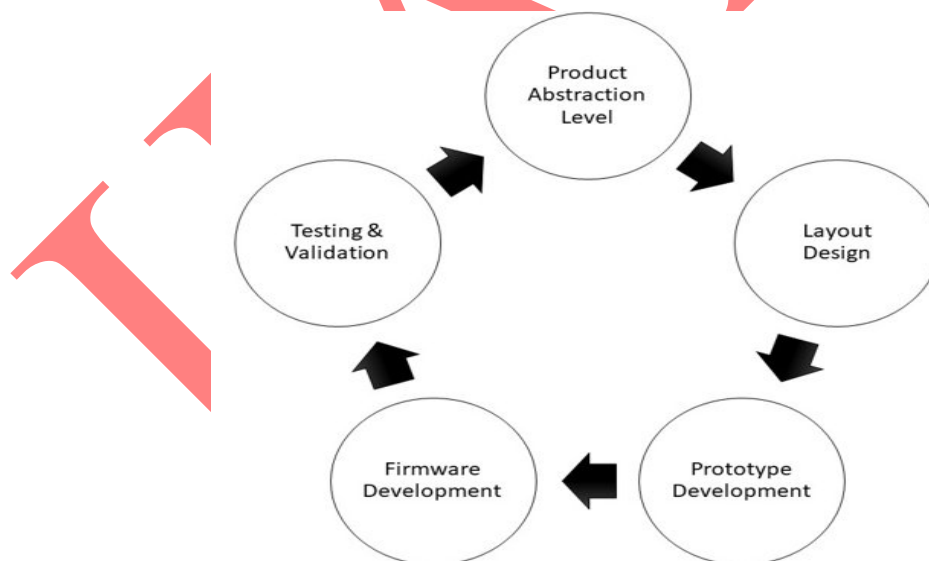 Product
Abstraction
Level
Layout
Design
Prototype
Development
Firmware
Development
Testing &
Validation